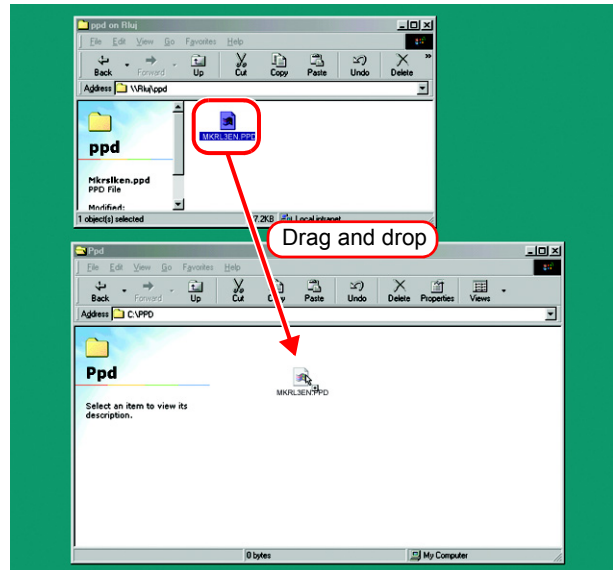 ppd on Rluj
File Edit View Go Favorites Help
Back Forward Up Cut Copy Paste Undo Delete »
Address \\Rluj\ppd
MKRL3EN.PPD
ppd
Mkrslken.ppd
PPD File
Modified:
1 object(s) selected 7.2KB Local intranet
Drag and drop
Ppd
File Edit View Go Favorites Help
Back Forward Up Cut Copy Paste Undo Delete Properties Views
Address C:\PPD
Ppd
MKRL3EN.PPD
Select an item to view its
description.
0 bytes My Computer